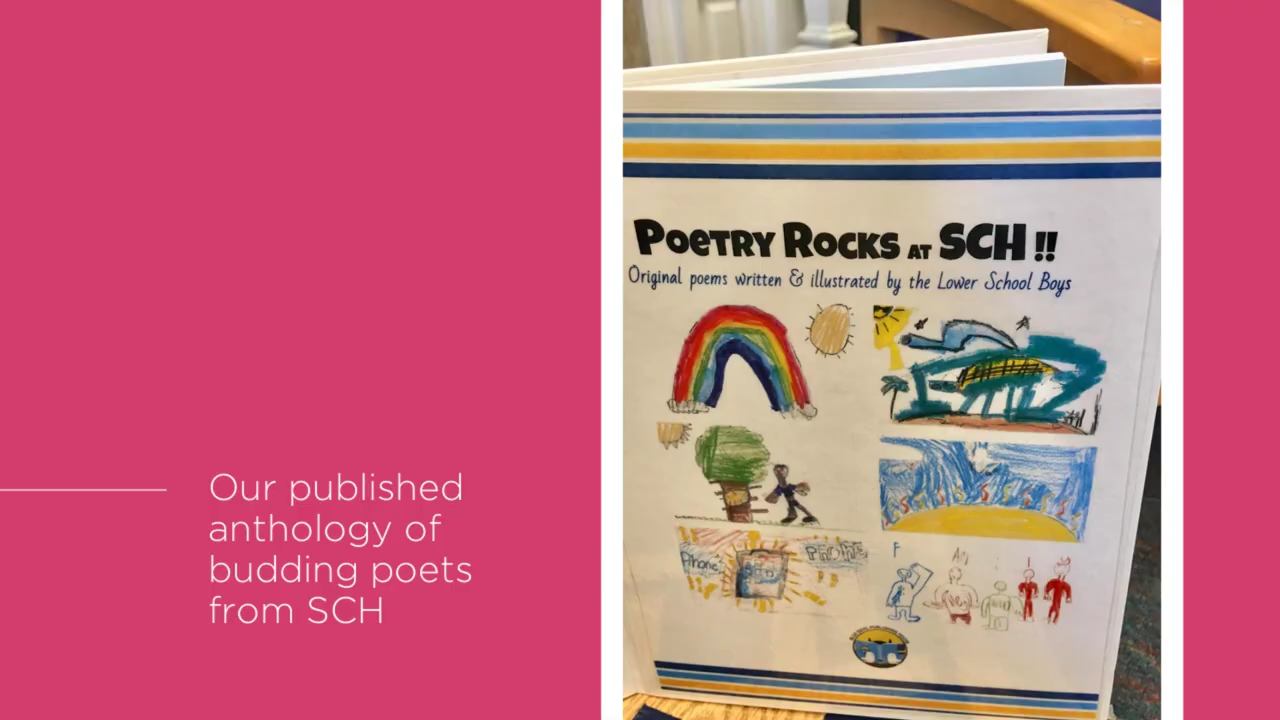 Our published
anthology of
budding poets
from SCH
POETRY ROCKS AT SCH !!
Original poems written & illustrated by the Lower School Boys
Phone
PHONE
F